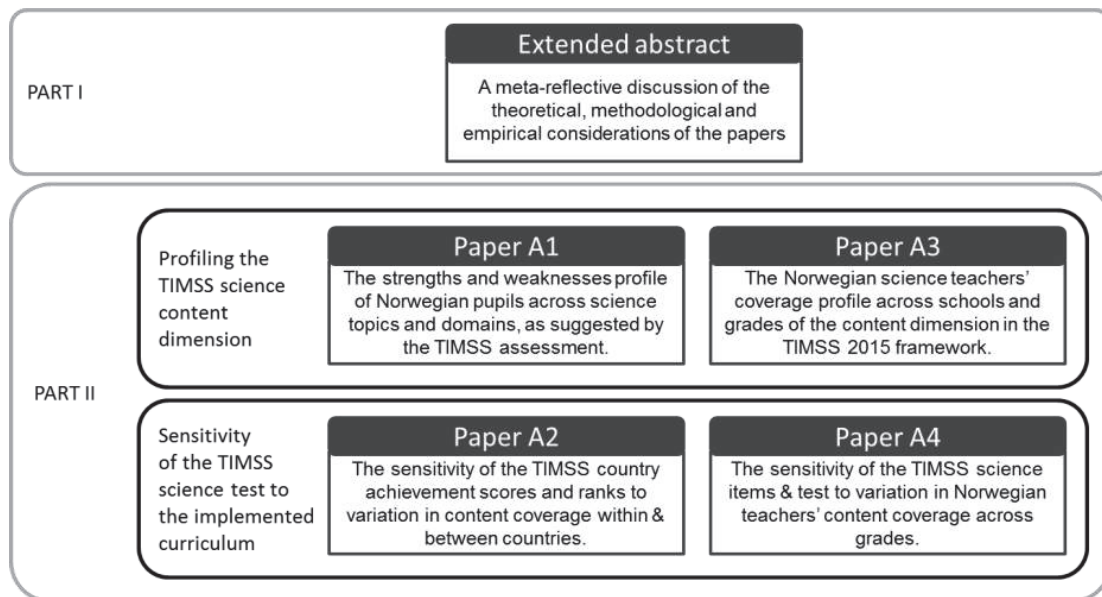 PART I
Extended abstract
A meta-reflective discussion of the
theoretical, methodological and
empirical considerations of the papers
PART II
Profiling the
TIMSS science
content
dimension
Paper A1
The strengths and weaknesses profile
of Norwegian pupils across science
topics and domains, as suggested by
the TIMSS assessment.
Paper A3
The Norwegian science teachers'
coverage profile across schools and
grades of the content dimension in the
TIMSS 2015 framework.
Sensitivity
of the TIMSS
science test to
the implemented
curriculum
Paper A2
The sensitivity of the TIMSS country
achievement scores and ranks to
variation in content coverage within &
between countries.
Paper A4
The sensitivity of the TIMSS science
items & test to variation in Norwegian
teachers' content coverage across
grades.